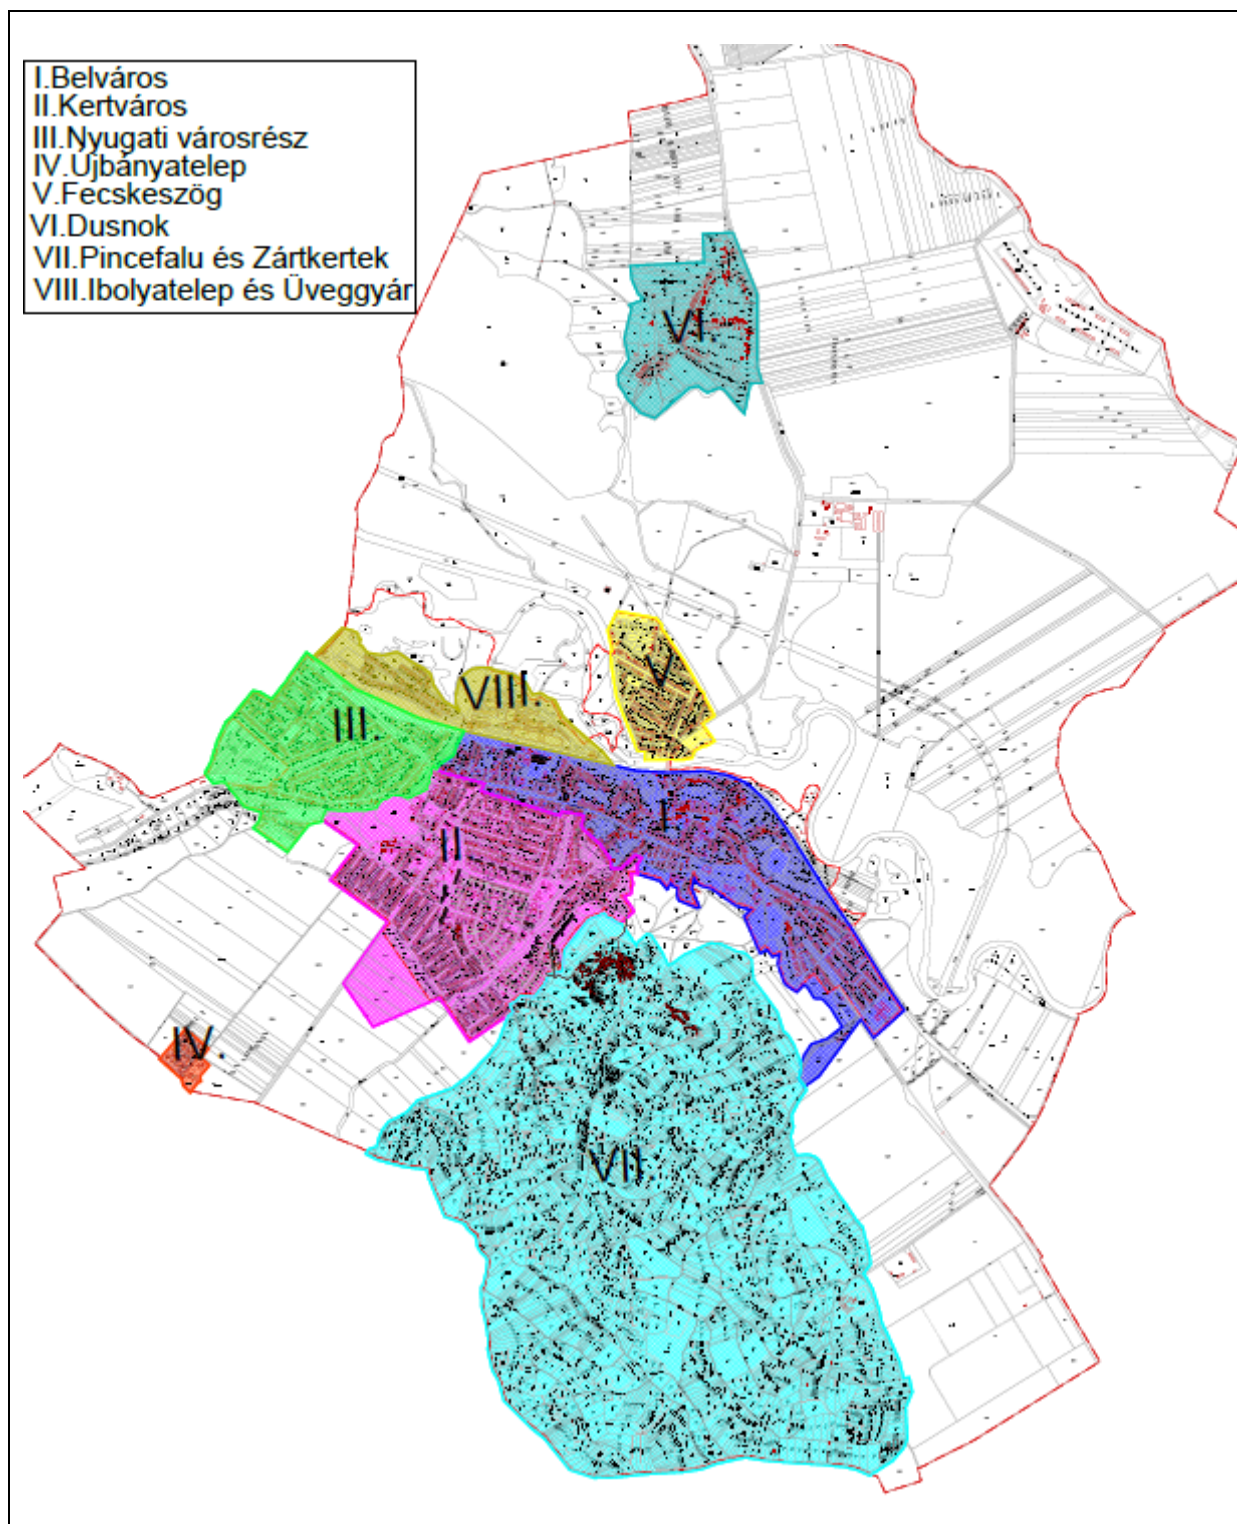 I.Belváros
II.Kertváros
III.Nyugati városrész
IV.Újbányatelep
V.Fecskeszög
VI.Dusnok
VII.Pincefalu és Zártkertek
VIII.Ibolyatelep és Üveggyár
VI.
V
VIII.
III.
I
II
IV.
VII.